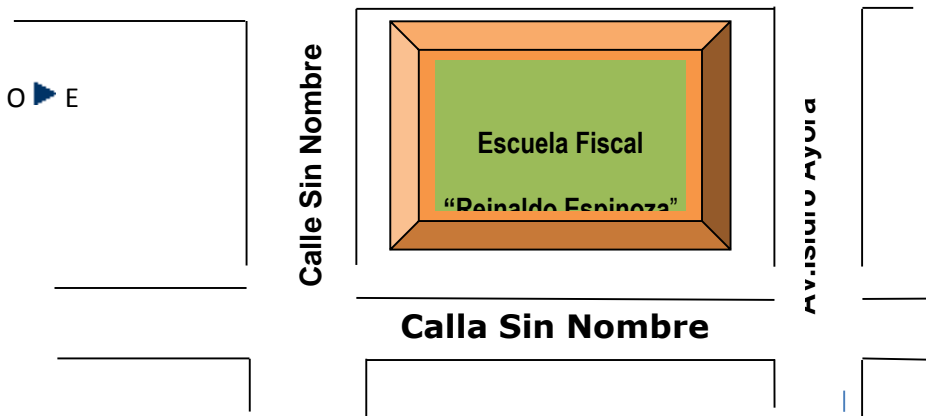 O E
Calle Sin Nombre
Escuela Fiscal
“Reinaldo Espinoza”
Av.Isidro Ayora
Calla Sin Nombre